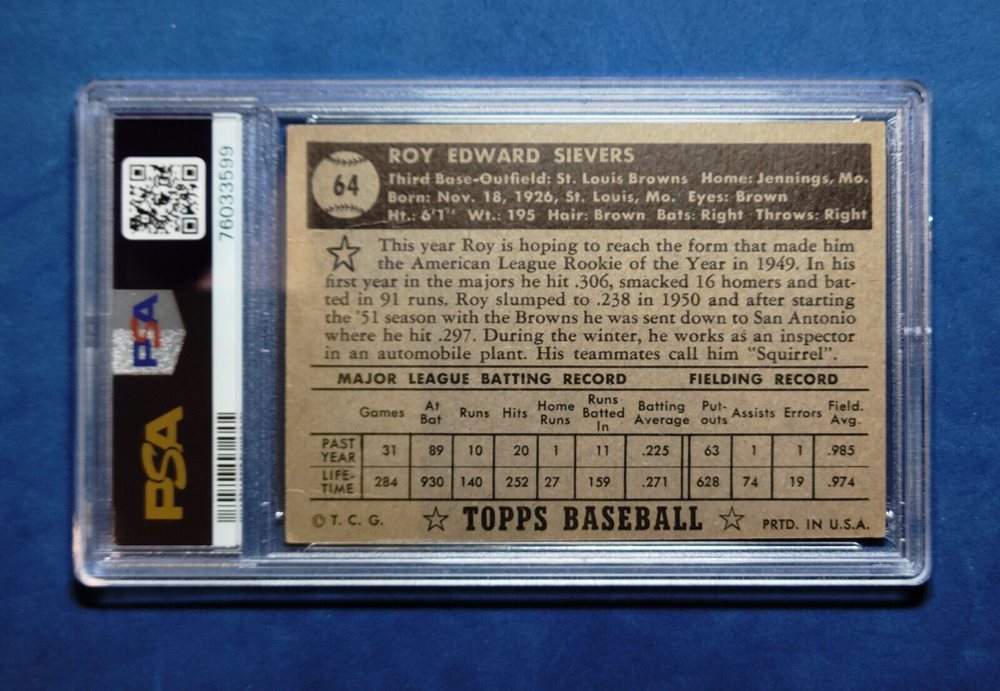 76033599
PSA
PSA
64
ROY EDWARD SIEVERS
Third Base-Outfield: St. Louis Browns Home: Jennings, Mo.
Born: Nov. 18, 1926, St. Louis, Mo. Eyes: Brown
Ht.: 6'1" Wt.: 195 Hair: Brown Bats: Right Throws: Right
This year Roy is hoping to reach the form that made him
the American League Rookie of the Year in 1949. In his
first year in the majors he hit .306, smacked 16 homers and bat-
ted in 91 runs. Roy slumped to .238 in 1950 and after starting
the '51 season with the Browns he was sent down to San Antonio
where he hit .297. During the winter, he works as an inspector
in an automobile plant. His teammates call him "Squirrel".
MAJOR LEAGUE BATTING RECORD FIELDING RECORD
Games At Bat Runs Hits Home Runs Runs Batted In Batting Average Put-outs Assists Errors Field. Avg.
PAST YEAR 31 89 10 20 1 11 .225 63 1 1 .985
LIFE-TIME 284 930 140 252 27 159 .271 628 74 19 .974
© T. C. G. ☆ TOPPS BASEBALL ☆ PRTD. IN U.S.A.